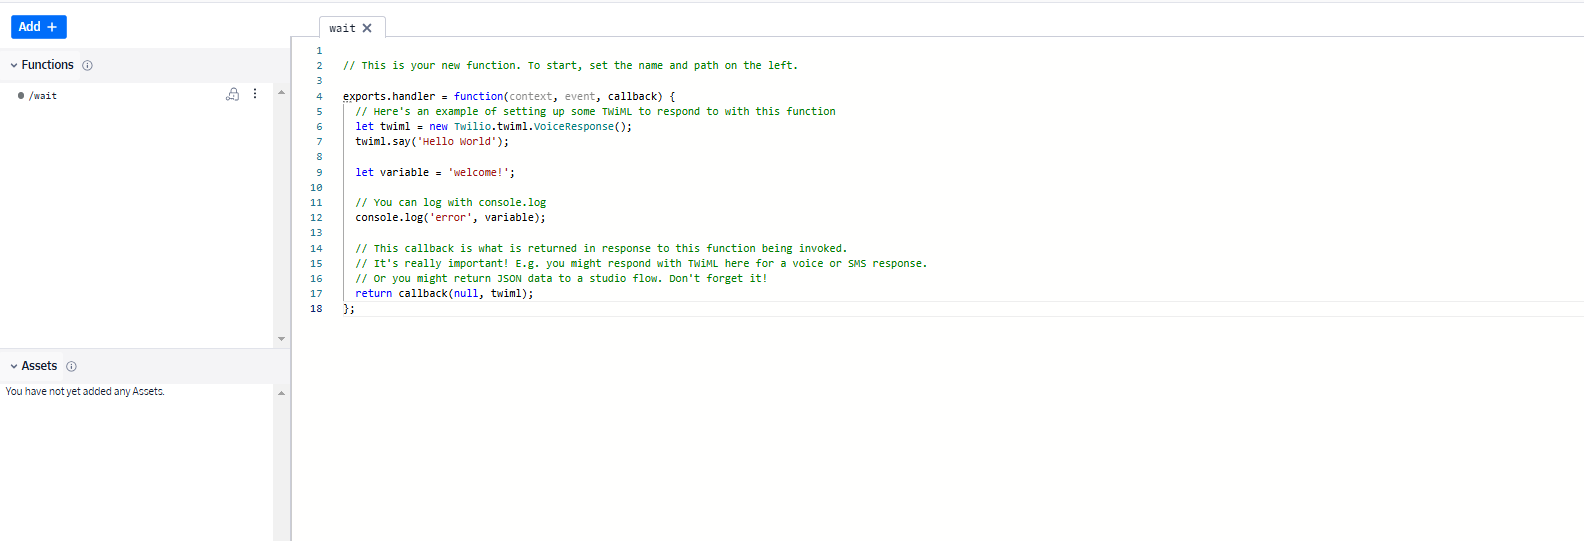 Add +
Functions
/wait
Assets
You have not yet added any Assets.
wait
1
2 // This is your new function. To start, set the name and path on the left.
3
4 exports.handler = function(context, event, callback) {
5 // Here's an example of setting up some TWiML to respond to with this function
6 let twiml = new Twilio.twiml.VoiceResponse();
7 twiml.say('Hello World');
8
9 let variable = 'welcome!';
10
11 // You can log with console.log
12 console.log('error', variable);
13
14 // This callback is what is returned in response to this function being invoked.
15 // It's really important! E.g. you might respond with TWiML here for a voice or SMS response.
16 // Or you might return JSON data to a studio flow. Don't forget it!
17 return callback(null, twiml);
18 };